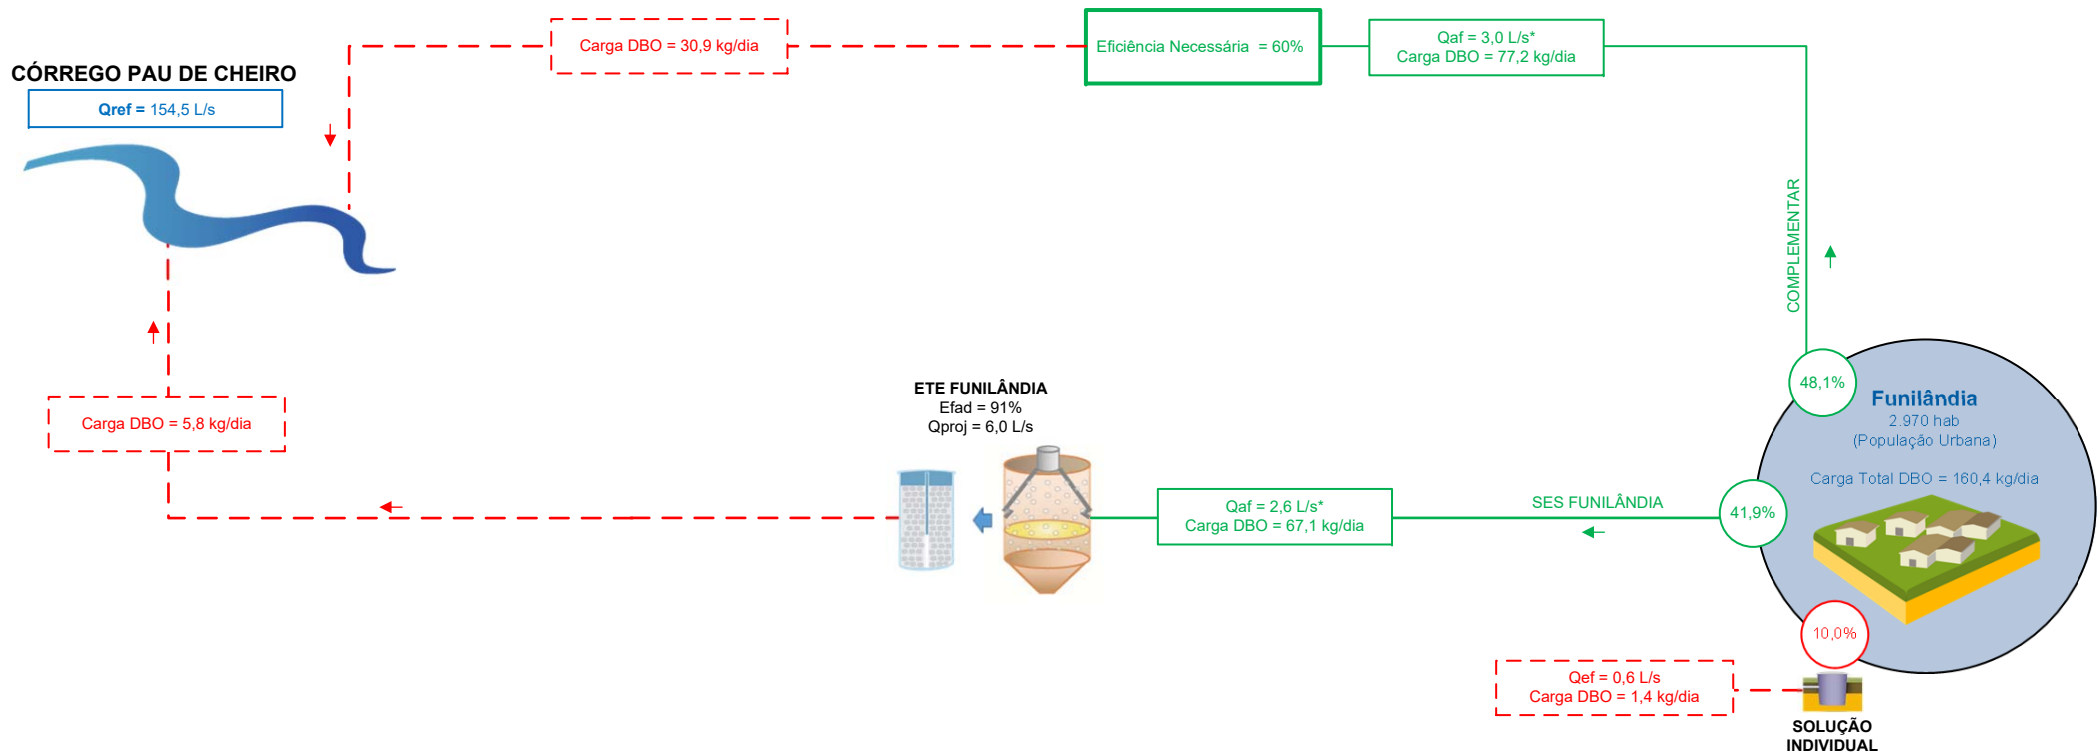 Carga DBO = 30,9 kg/dia
Eficiência Necessária = 60%
Qaf = 3,0 L/s*
Carga DBO = 77,2 kg/dia
CÓRREGO PAU DE CHEIRO
Qref = 154,5 L/s
COMPLEMENTAR
48,1%
Funilândia
2.970 hab
(População Urbana)
Carga Total DBO = 160,4 kg/dia
Carga DBO = 5,8 kg/dia
ETE FUNILÂNDIA
Efad = 91%
Qproj = 6,0 L/s
Qaf = 2,6 L/s*
Carga DBO = 67,1 kg/dia
SES FUNILÂNDIA
41,9%
10,0%
Qef = 0,6 L/s
Carga DBO = 1,4 kg/dia
SOLUÇÃO
INDIVIDUAL